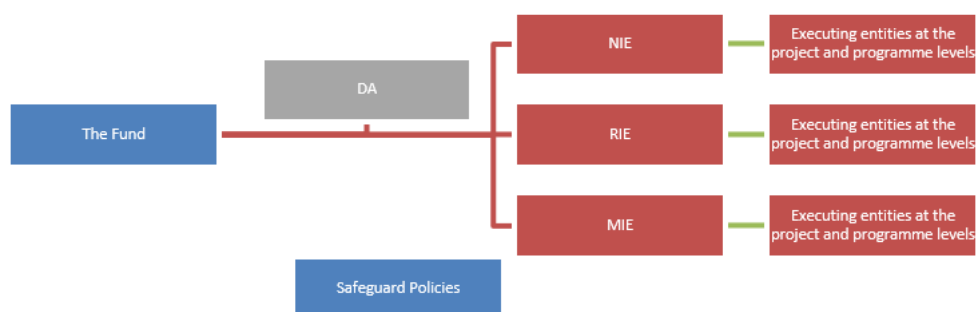 NIE
Executing entities at the
project and programme levels
DA
The Fund
RIE
Executing entities at the
project and programme levels
MIE
Executing entities at the
project and programme levels
Safeguard Policies